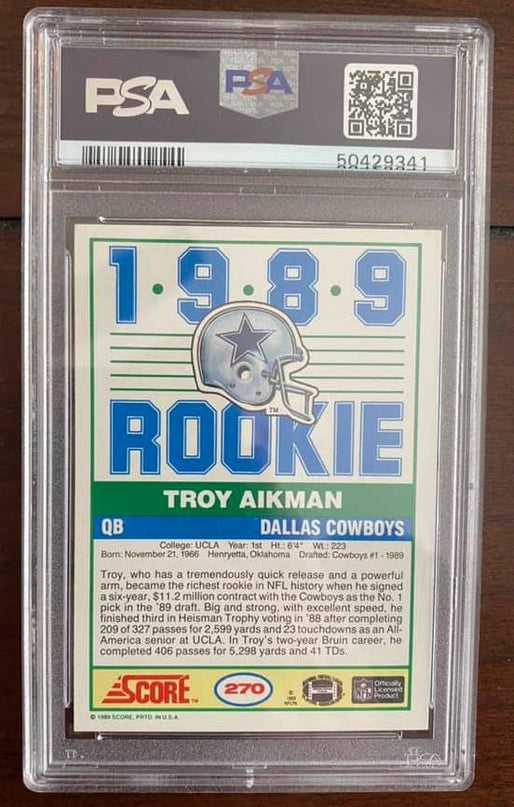 PSA
PSA
50429341
1·9·8·9
TM
ROOKIE
TROY AIKMAN
QB DALLAS COWBOYS
College: UCLA Year: 1st Ht.: 6'4" Wt.: 223
Born: November 21, 1966 Henryetta, Oklahoma Drafted: Cowboys #1 - 1989
Troy, who has a tremendously quick release and a powerful
arm, became the richest rookie in NFL history when he signed
a six-year, $11.2 million contract with the Cowboys as the No. 1
pick in the '89 draft. Big and strong, with excellent speed, he
finished third in Heisman Trophy voting in '88 after completing
209 of 327 passes for 2,599 yards and 23 touchdowns as an All-
America senior at UCLA. In Troy's two-year Bruin career, he
completed 406 passes for 5,298 yards and 41 TDs.
SCORE™ 270
Officially
Licensed
Product
© 1989 SCORE, PRTD. IN U.S.A.